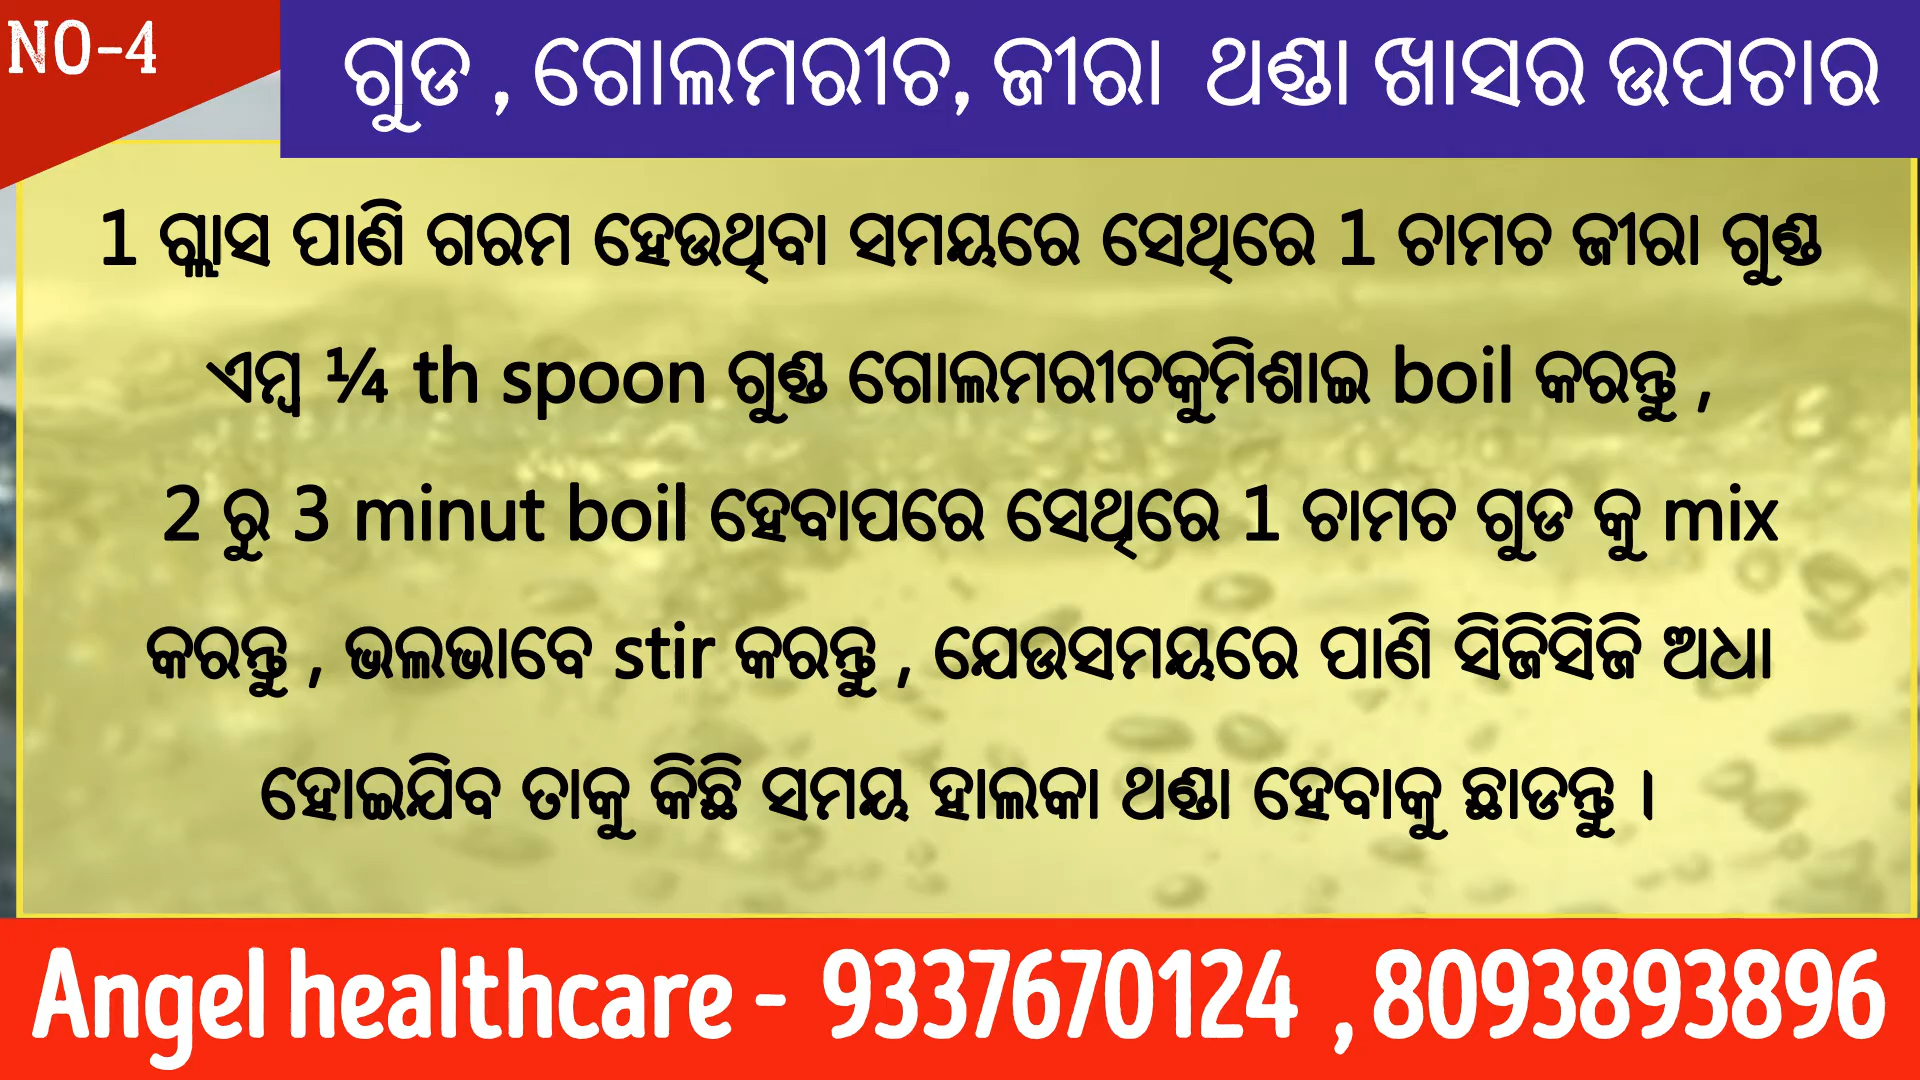 NO-4
ଗୁଡ , ଗୋଲମରୀଚ, ଜୀରା ଥଣ୍ଡା ଖାସର ଉପଚାର
1 ଗ୍ଲାସ ପାଣି ଗରମ ହେଉଥିବା ସମୟରେ ସେଥିରେ 1 ଚାମଚ ଜୀରା ଗୁଣ୍ଡ
ଏମ୍ବ ¼ th spoon ଗୁଣ୍ଡ ଗୋଲମରୀଚକୁମିଶାଇ boil କରନ୍ତୁ ,
2 ରୁ 3 minut boil ହେବାପରେ ସେଥିରେ 1 ଚାମଚ ଗୁଡ କୁ mix
କରନ୍ତୁ , ଭଲଭାବେ stir କରନ୍ତୁ , ଯେଉସମୟରେ ପାଣି ସିଜିସିଜି ଅଧା
ହୋଇଯିବ ତାକୁ କିଛି ସମୟ ହାଲକା ଥଣ୍ଡା ହେବାକୁ ଛାଡନ୍ତୁ ।
Angel healthcare - 9337670124 , 8093893896